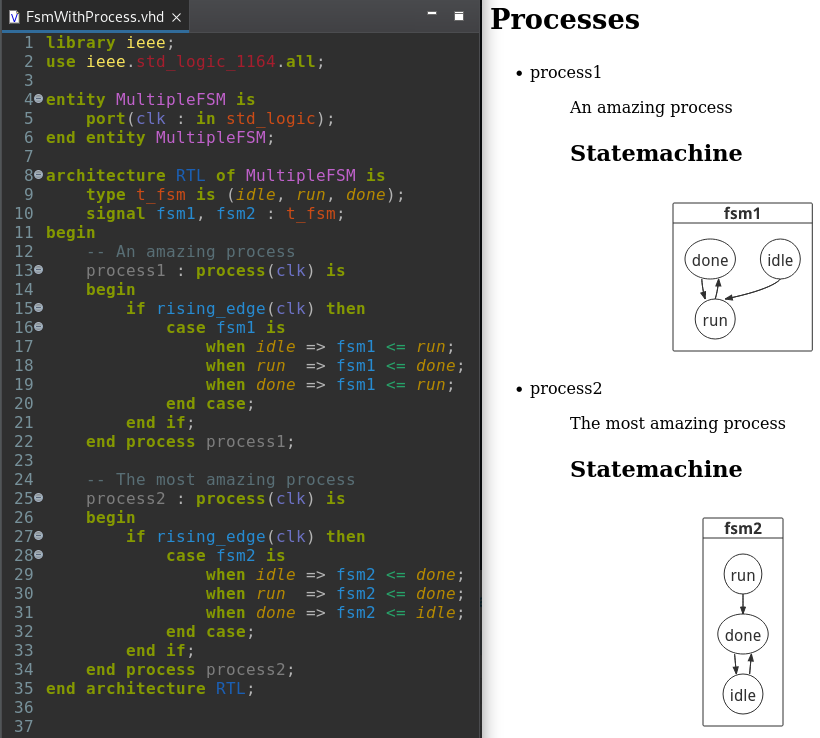 FsmWithProcess.vhd
1 library ieee;
2 use ieee.std_logic_1164.all;
3
4 entity MultipleFSM is
5     port(clk : in std_logic);
6 end entity MultipleFSM;
7
8 architecture RTL of MultipleFSM is
9     type t_fsm is (idle, run, done);
10     signal fsm1, fsm2 : t_fsm;
11 begin
12     -- An amazing process
13     process1 : process(clk) is
14     begin
15         if rising_edge(clk) then
16             case fsm1 is
17                 when idle => fsm1 <= run;
18                 when run  => fsm1 <= done;
19                 when done => fsm1 <= run;
20             end case;
21         end if;
22     end process process1;
23
24     -- The most amazing process
25     process2 : process(clk) is
26     begin
27         if rising_edge(clk) then
28             case fsm2 is
29                 when idle => fsm2 <= done;
30                 when run  => fsm2 <= done;
31                 when done => fsm2 <= idle;
32             end case;
33         end if;
34     end process process2;
35 end architecture RTL;
36
37
Processes
• process1
An amazing process
Statemachine
fsm1
done idle
run
• process2
The most amazing process
Statemachine
fsm2
run
done
idle